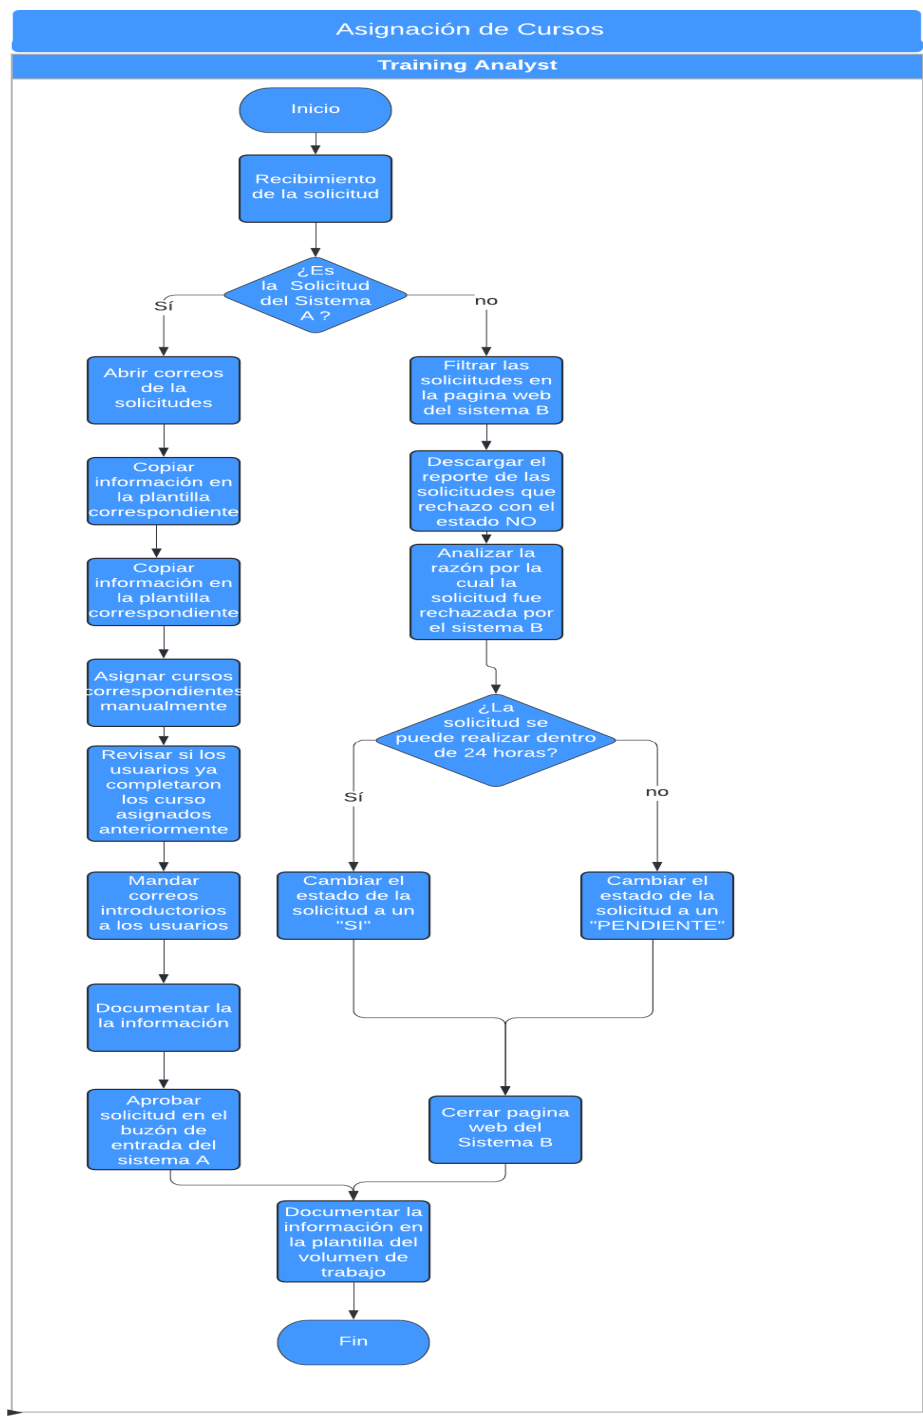 Asignación de Cursos
Training Analyst
Inicio
Recibimiento
de la solicitud
¿Es
la Solicitud
del Sistema
A ?
Sí
no
Abrir correos
de la
solicitudes
Copiar
información en
la plantilla
correspondiente
Copiar
información en
la plantilla
correspondiente
Asignar cursos
correspondientes
manualmente
Revisar si los
usuarios ya
completaron
los curso
asignados
anteriormente
Mandar
correos
introductorios
a los usuarios
Documentar la
la información
Aprobar
solicitud en el
buzón de
entrada del
sistema A
Filtrar las
soliciitudes en
la pagina web
del sistema B
Descargar el
reporte de las
solicitudes que
rechazo con el
estado NO
Analizar la
razón por la
cual la
solicitud fue
rechazada por
el sistema B
¿La
solicitud se
puede realizar dentro
de 24 horas?
Sí
no
Cambiar el
estado de la
solicitud a un
"SI"
Cambiar el
estado de la
solicitud a un
"PENDIENTE"
Cerrar pagina
web del
Sistema B
Documentar la
información en
la plantilla del
volumen de
trabajo
Fin